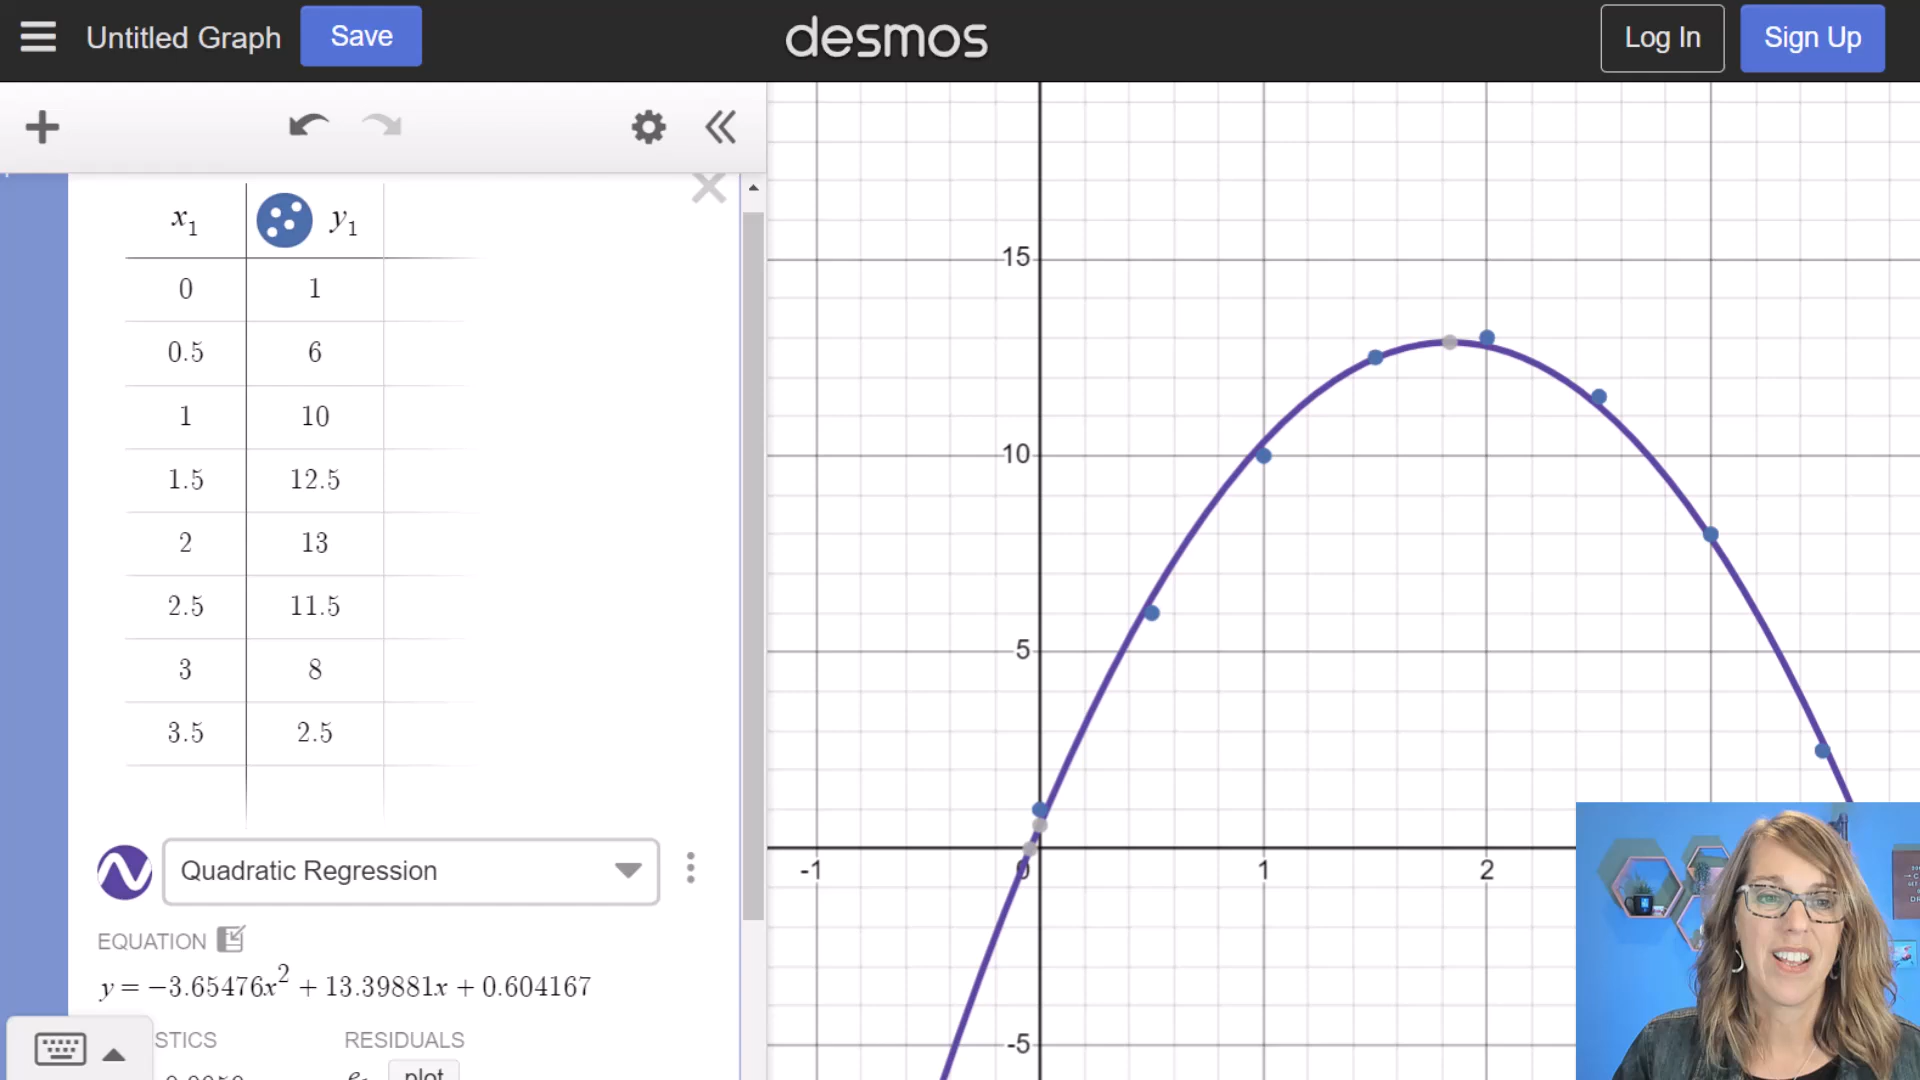 Untitled Graph Save desmos Log In Sign Up
x₁ y₁
0 1
0.5 6
1 10
1.5 12.5
2 13
2.5 11.5
3 8
3.5 2.5
Quadratic Regression
EQUATION
y = −3.65476x² + 13.39881x + 0.604167
STICS RESIDUALS
plot
15
10
5
-1 0 1 2
-5